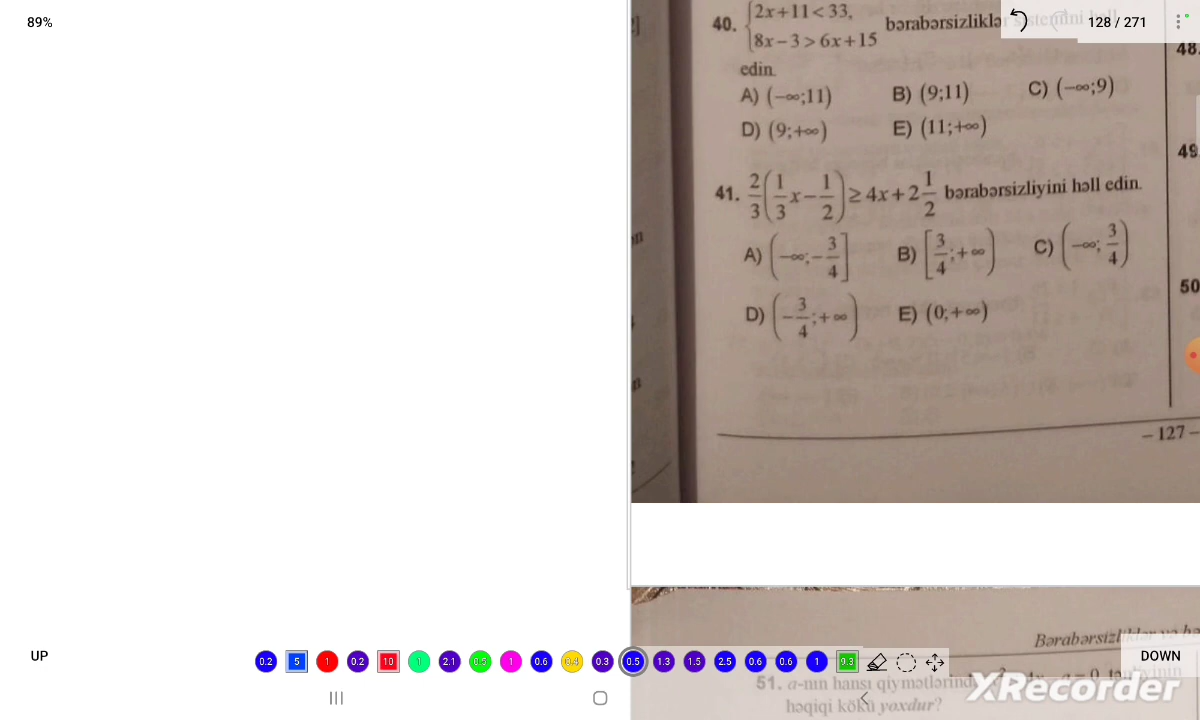 89%
128 / 271
40. {2x+11<33,
8x−3>6x+15 bərabərsizliklər sistemini həll
edin.
A) (−∞;11) B) (9;11) C) (−∞;9)
D) (9;+∞) E) (11;+∞)
41. 2/3(1/3x−1/2)≥4x+2 1/2 bərabərsizliyini həll edin.
A) (−∞;−3/4] B) [3/4;+∞) C) (−∞;3/4)
D) (−3/4;+∞) E) (0;+∞)
48.
49
50
–127–
UP
0.2 5 1 0.2 10 1 2.1 0.5 1 0.6 0.4 0.3 0.5 1.3 1.5 2.5 0.6 0.6 1 9.3
DOWN
51. a-nın hansı qiymətlərində
həqiqi kökü yoxdur?
XRecorder